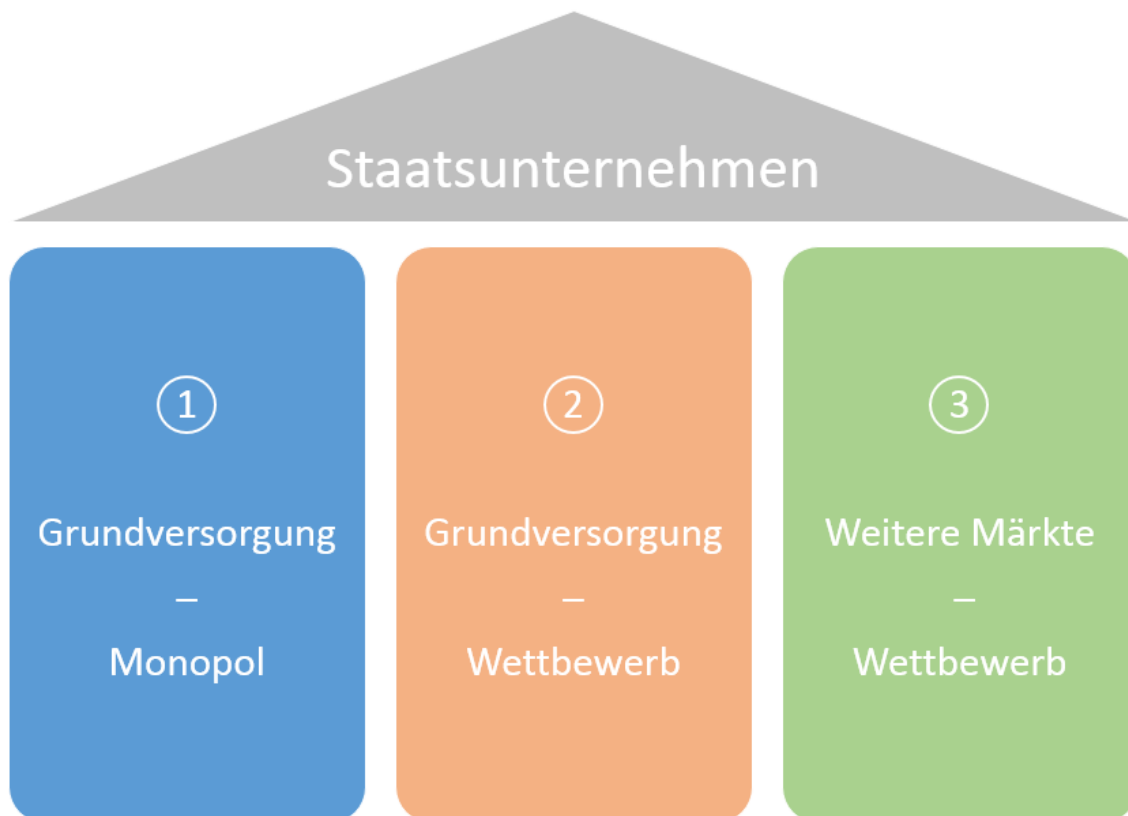 Staatsunternehmen
1
Grundversorgung
–
Monopol
2
Grundversorgung
–
Wettbewerb
3
Weitere Märkte
–
Wettbewerb